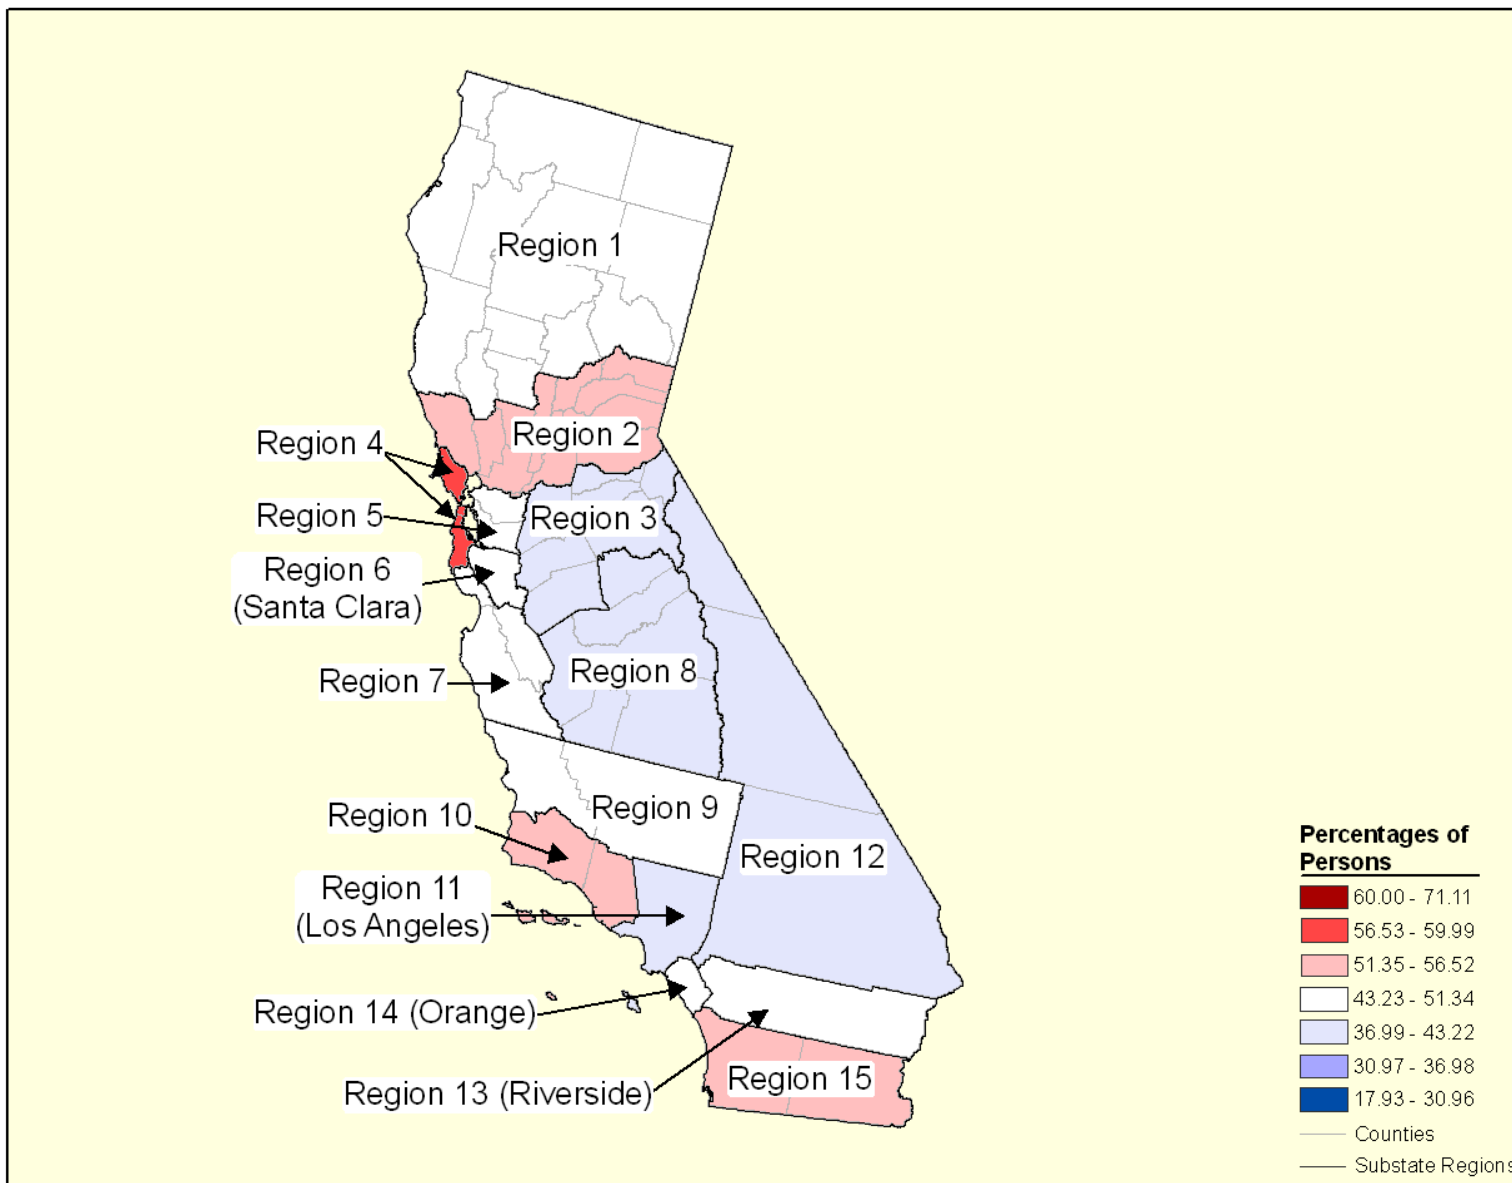 Region 1
Region 2
Region 4
Region 5
Region 3
Region 6
(Santa Clara)
Region 7
Region 8
Region 10
Region 9
Region 12
Region 11
(Los Angeles)
Region 14 (Orange)
Region 13 (Riverside)
Region 15
Percentages of
Persons
60.00 - 71.11
56.53 - 59.99
51.35 - 56.52
43.23 - 51.34
36.99 - 43.22
30.97 - 36.98
17.93 - 30.96
Counties
Substate Regions